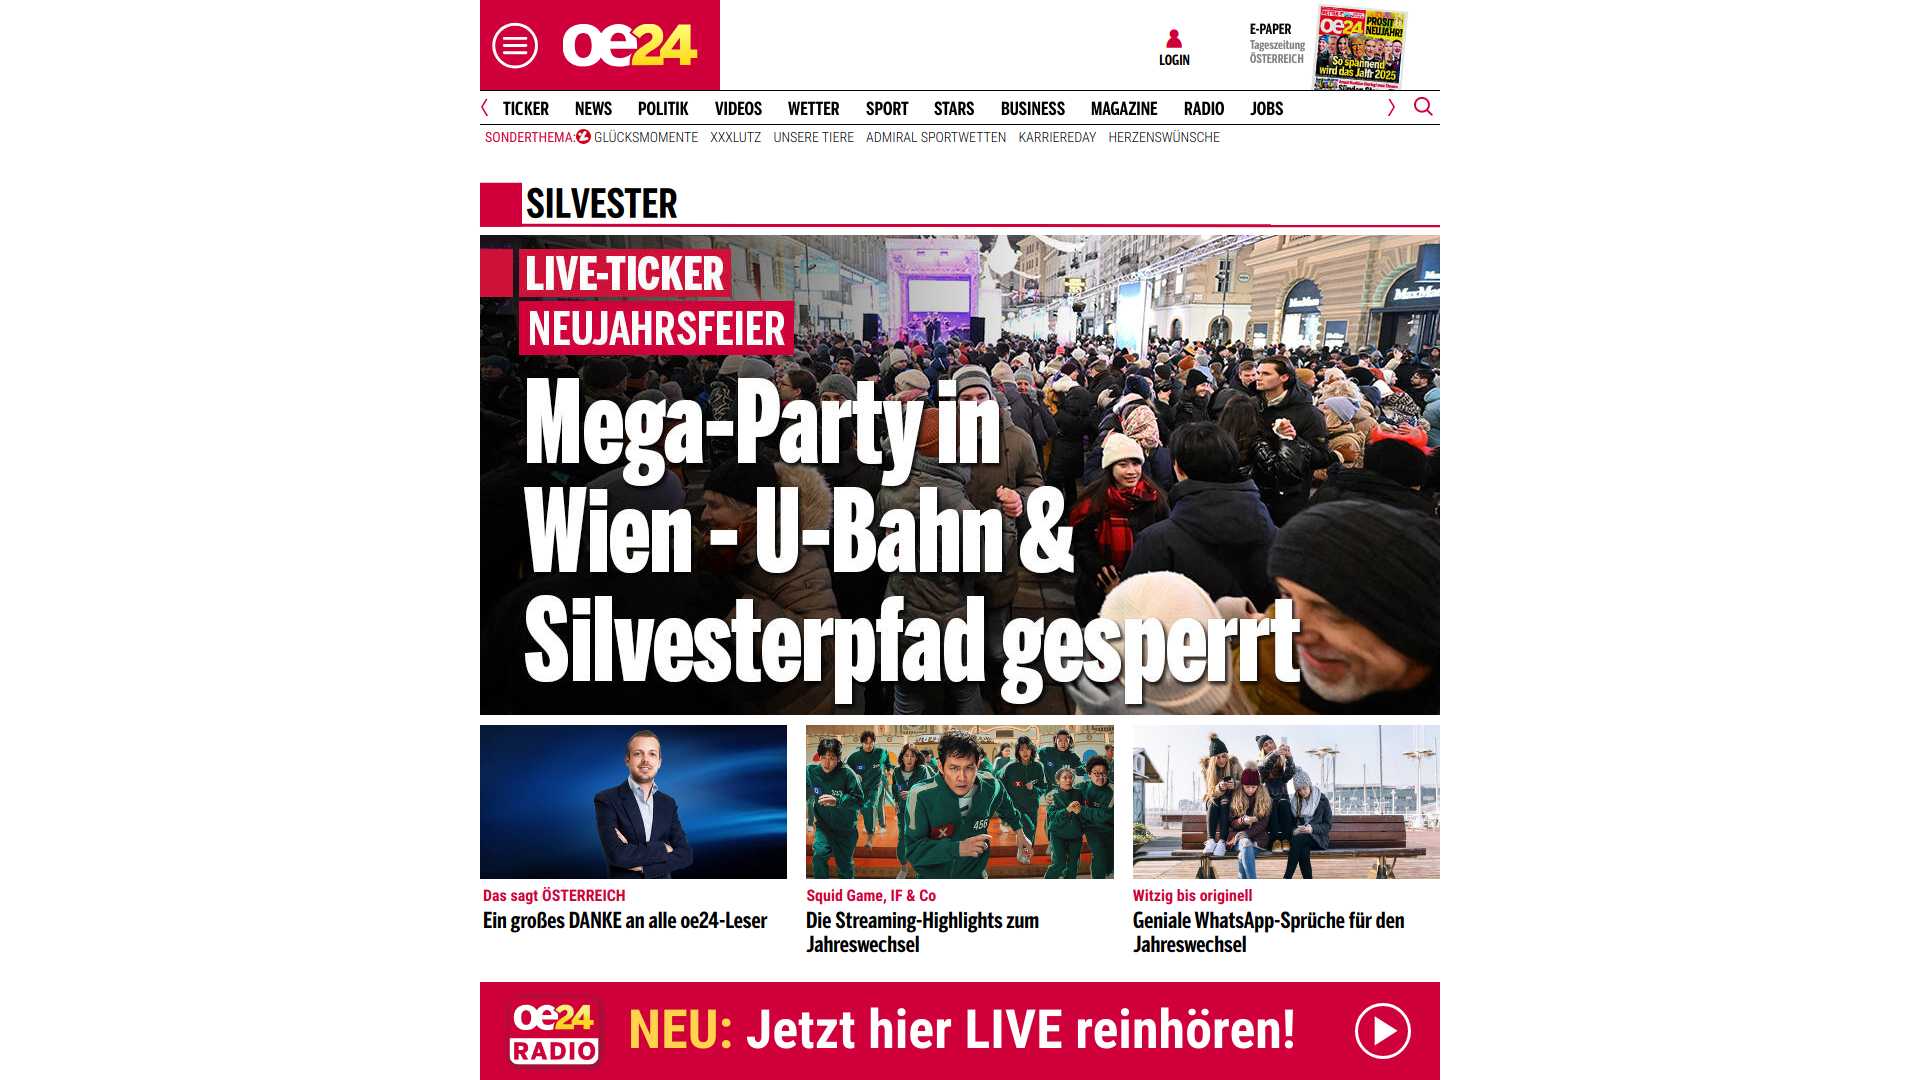 oe24
LOGIN
E-PAPER
Tageszeitung
ÖSTERREICH
oe24
PROSIT
NEUJAHR!
So spannend
wird das Jahr 2025
TICKER NEWS POLITIK VIDEOS WETTER SPORT STARS BUSINESS MAGAZINE RADIO JOBS
SONDERTHEMA: GLÜCKSMOMENTE XXXLUTZ UNSERE TIERE ADMIRAL SPORTWETTEN KARRIEREDAY HERZENSWÜNSCHE
SILVESTER
LIVE-TICKER
NEUJAHRSFEIER
Mega-Party in
Wien - U-Bahn &
Silvesterpfad gesperrt
Das sagt ÖSTERREICH
Ein großes DANKE an alle oe24-Leser
456
Squid Game, IF & Co
Die Streaming-Highlights zum
Jahreswechsel
Witzig bis originell
Geniale WhatsApp-Sprüche für den
Jahreswechsel
oe24
RADIO
NEU: Jetzt hier LIVE reinhören!